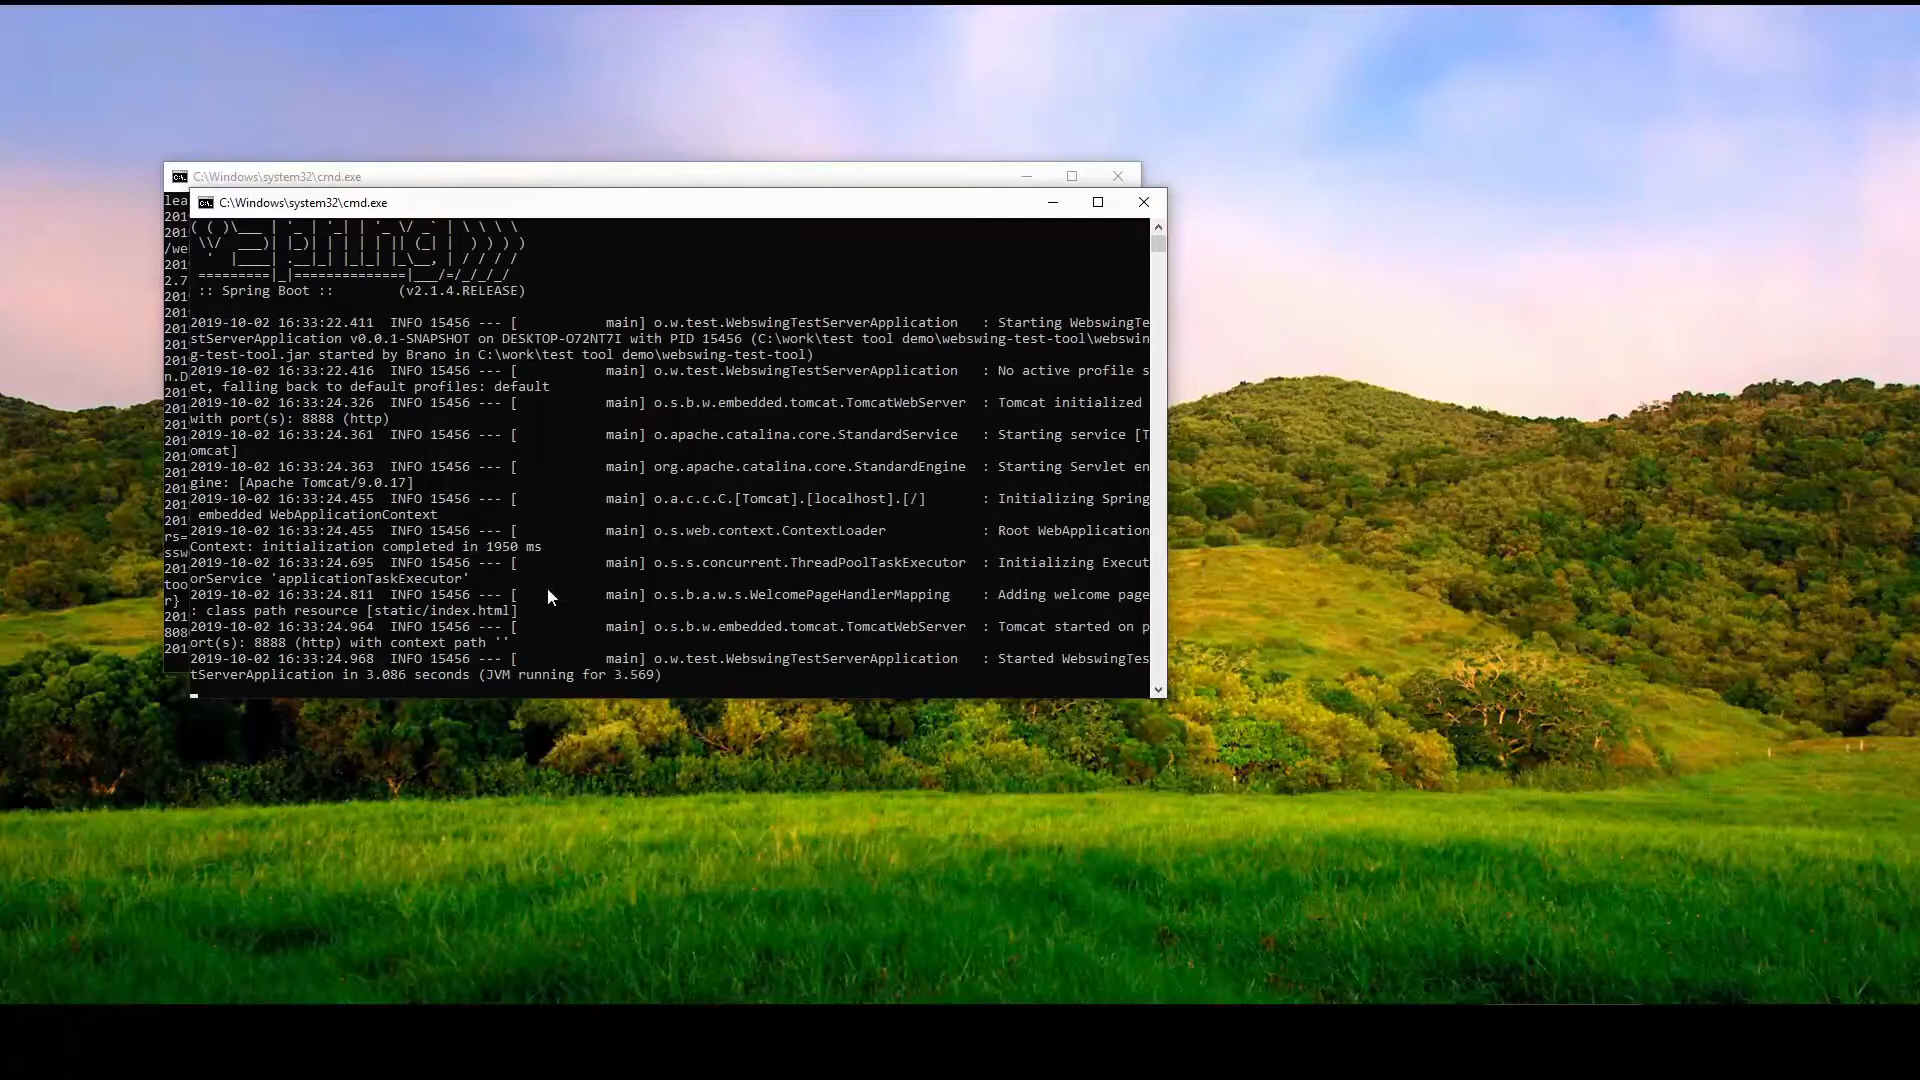 C:\Windows\system32\cmd.exe
C:\Windows\system32\cmd.exe
:: Spring Boot ::        (v2.1.4.RELEASE)
2019-10-02 16:33:22.411  INFO 15456 --- [           main] o.w.test.WebswingTestServerApplication   : Starting WebswingTe
stServerApplication v0.0.1-SNAPSHOT on DESKTOP-O72NT7I with PID 15456 (C:\work\test tool demo\webswing-test-tool\webswin
g-test-tool.jar started by Brano in C:\work\test tool demo\webswing-test-tool)
2019-10-02 16:33:22.416  INFO 15456 --- [           main] o.w.test.WebswingTestServerApplication   : No active profile s
et, falling back to default profiles: default
2019-10-02 16:33:24.326  INFO 15456 --- [           main] o.s.b.w.embedded.tomcat.TomcatWebServer  : Tomcat initialized
with port(s): 8888 (http)
2019-10-02 16:33:24.361  INFO 15456 --- [           main] o.apache.catalina.core.StandardService   : Starting service [T
omcat]
2019-10-02 16:33:24.363  INFO 15456 --- [           main] org.apache.catalina.core.StandardEngine  : Starting Servlet en
gine: [Apache Tomcat/9.0.17]
2019-10-02 16:33:24.455  INFO 15456 --- [           main] o.a.c.c.C.[Tomcat].[localhost].[/]       : Initializing Spring
 embedded WebApplicationContext
2019-10-02 16:33:24.455  INFO 15456 --- [           main] o.s.web.context.ContextLoader            : Root WebApplication
Context: initialization completed in 1950 ms
2019-10-02 16:33:24.695  INFO 15456 --- [           main] o.s.s.concurrent.ThreadPoolTaskExecutor  : Initializing Execut
orService 'applicationTaskExecutor'
2019-10-02 16:33:24.811  INFO 15456 --- [           main] o.s.b.a.w.s.WelcomePageHandlerMapping    : Adding welcome page
: class path resource [static/index.html]
2019-10-02 16:33:24.964  INFO 15456 --- [           main] o.s.b.w.embedded.tomcat.TomcatWebServer  : Tomcat started on p
ort(s): 8888 (http) with context path ''
2019-10-02 16:33:24.968  INFO 15456 --- [           main] o.w.test.WebswingTestServerApplication   : Started WebswingTes
tServerApplication in 3.086 seconds (JVM running for 3.569)